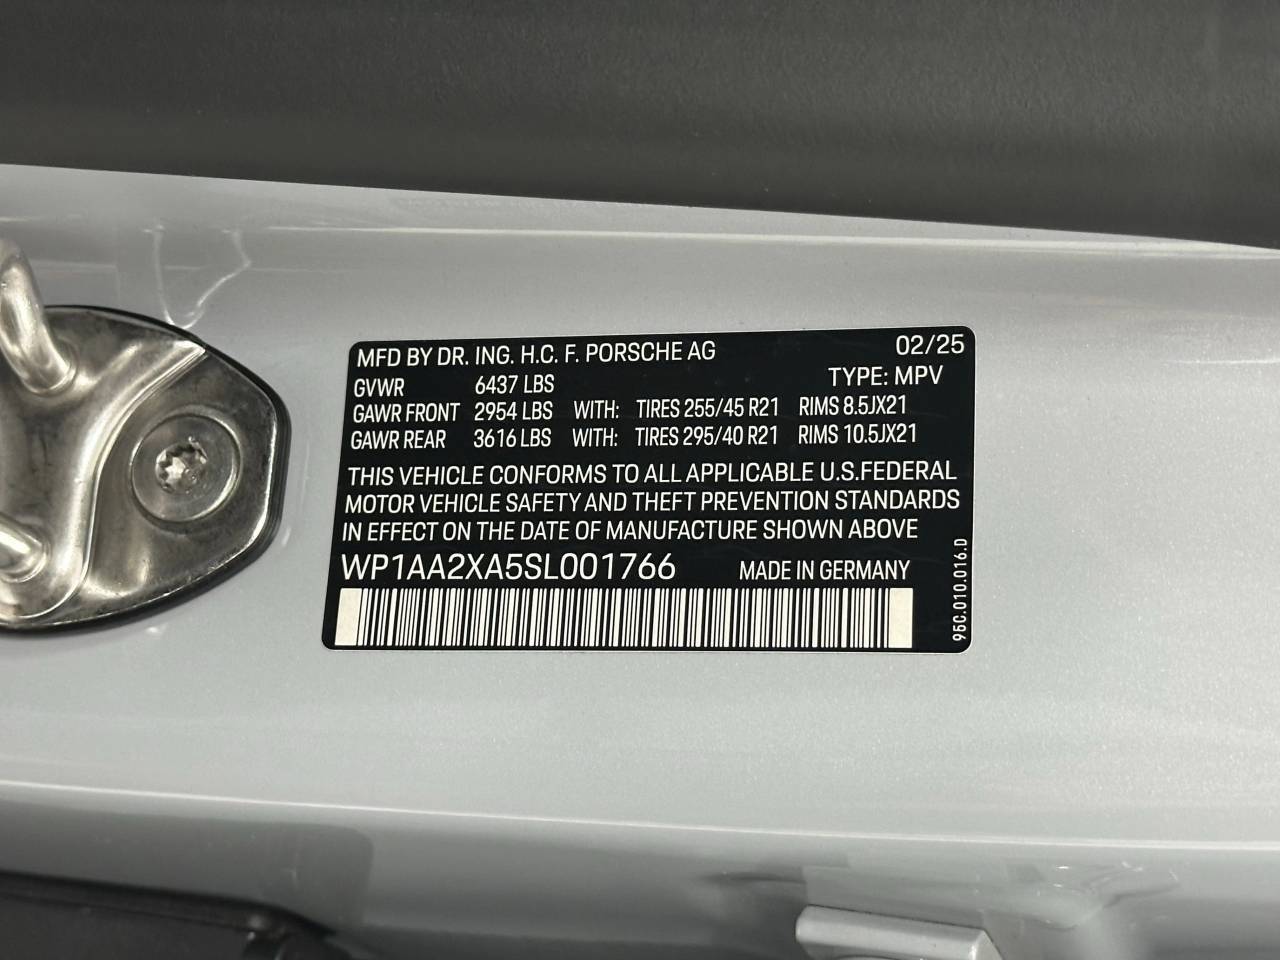 MFD BY DR. ING. H.C. F. PORSCHE AG 02/25
GVWR 6437 LBS TYPE: MPV
GAWR FRONT 2954 LBS WITH: TIRES 255/45 R21 RIMS 8.5JX21
GAWR REAR 3616 LBS WITH: TIRES 295/40 R21 RIMS 10.5JX21
THIS VEHICLE CONFORMS TO ALL APPLICABLE U.S.FEDERAL
MOTOR VEHICLE SAFETY AND THEFT PREVENTION STANDARDS
IN EFFECT ON THE DATE OF MANUFACTURE SHOWN ABOVE
WP1AA2XA5SL001766 MADE IN GERMANY
95C.010.016.D